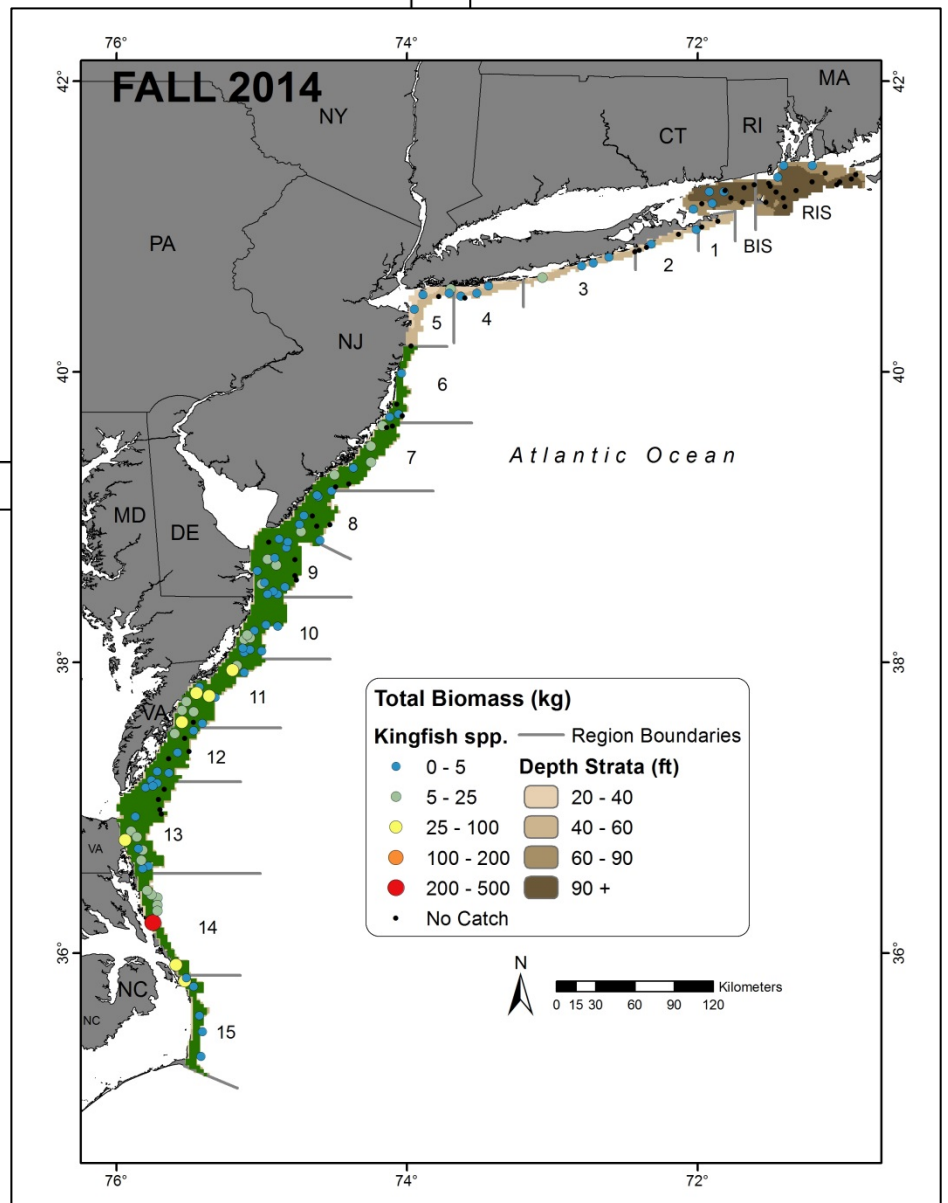 76°
74°
72°
FALL 2014
42°
42°
NY
MA
CT
RI
PA
RIS
BIS
1
2
3
4
5
NJ
40°
40°
6
Atlantic Ocean
7
MD
DE
8
9
10
38°
38°
11
VA
12
13
VA
14
36°
36°
NC
NC
15
Total Biomass (kg)
Kingfish spp.
0 - 5
5 - 25
25 - 100
100 - 200
200 - 500
No Catch
Region Boundaries
Depth Strata (ft)
20 - 40
40 - 60
60 - 90
90 +
N
Kilometers
0 15 30 60 90 120
76°
74°
72°